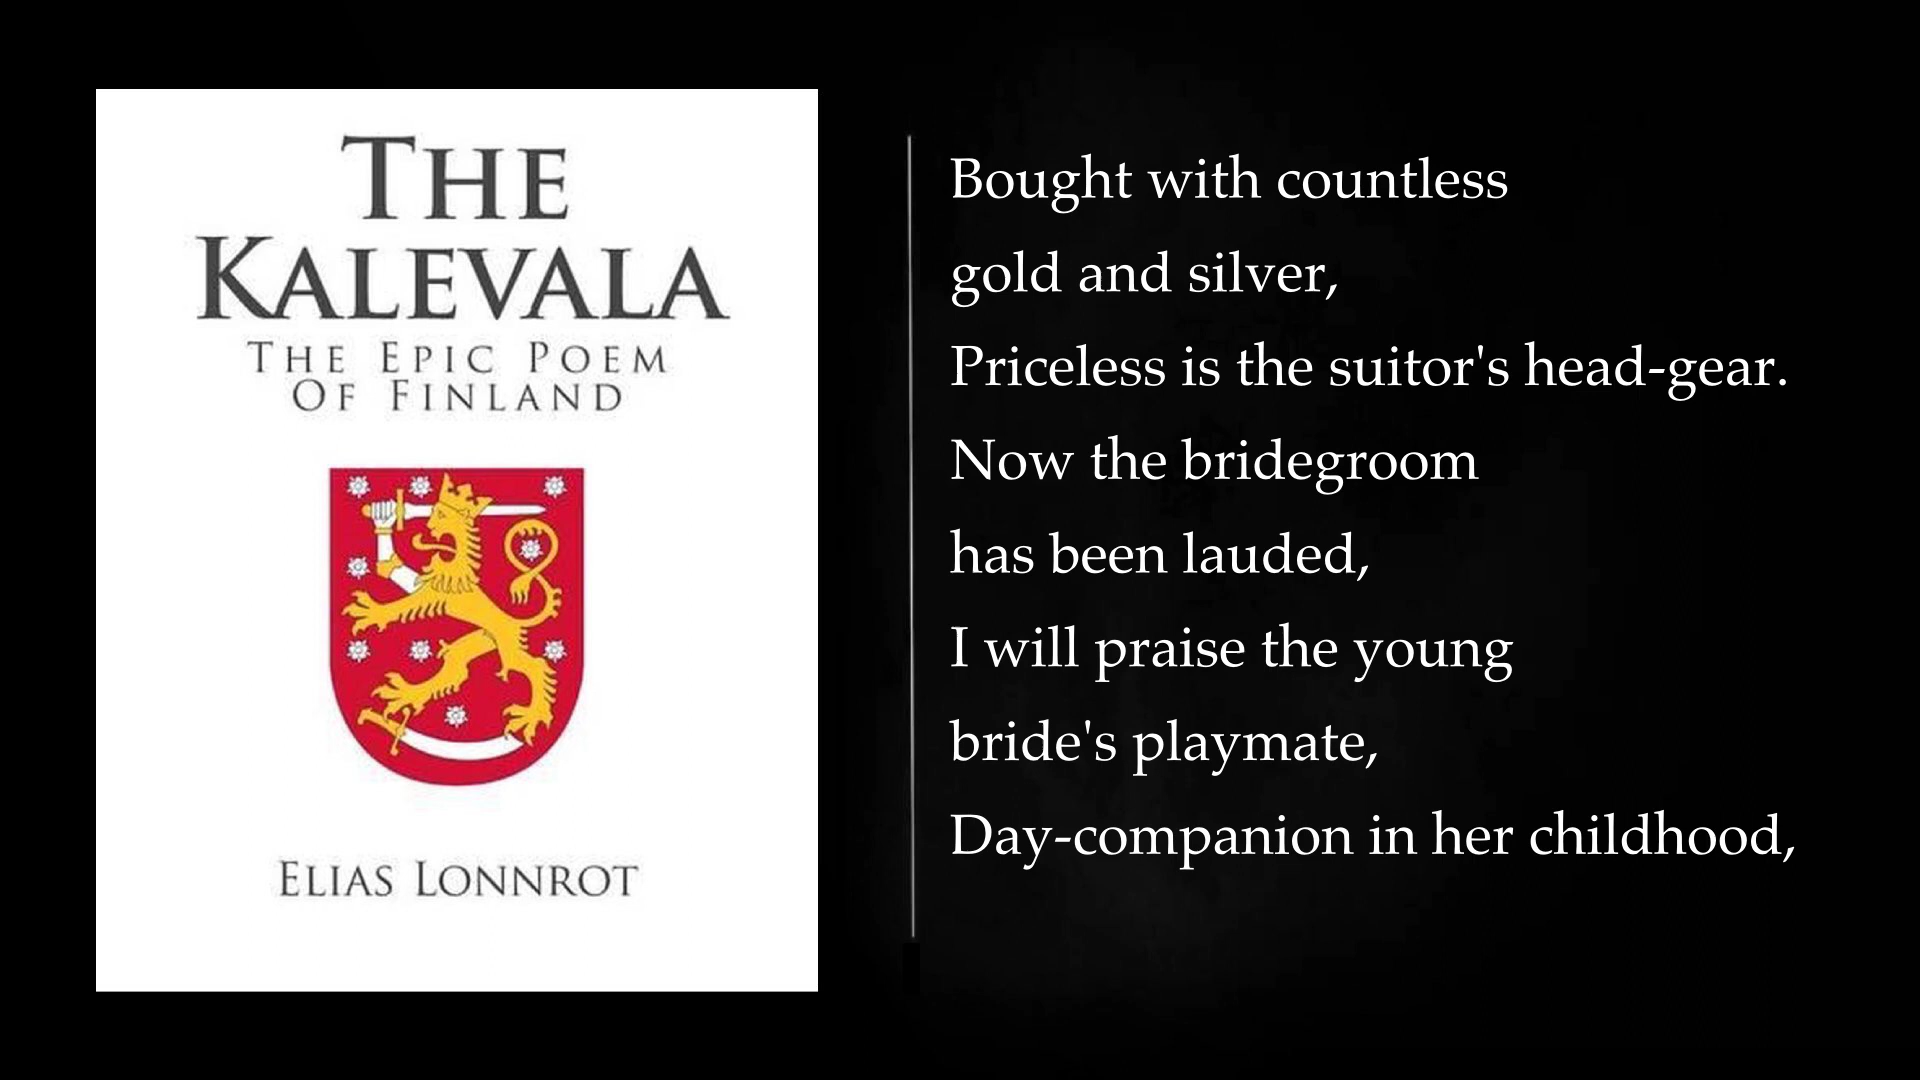 THE
KALEVALA
THE EPIC POEM
OF FINLAND
ELIAS LONNROT
Bought with countless
gold and silver,
Priceless is the suitor's head-gear.
Now the bridegroom
has been lauded,
I will praise the young
bride's playmate,
Day-companion in her childhood,